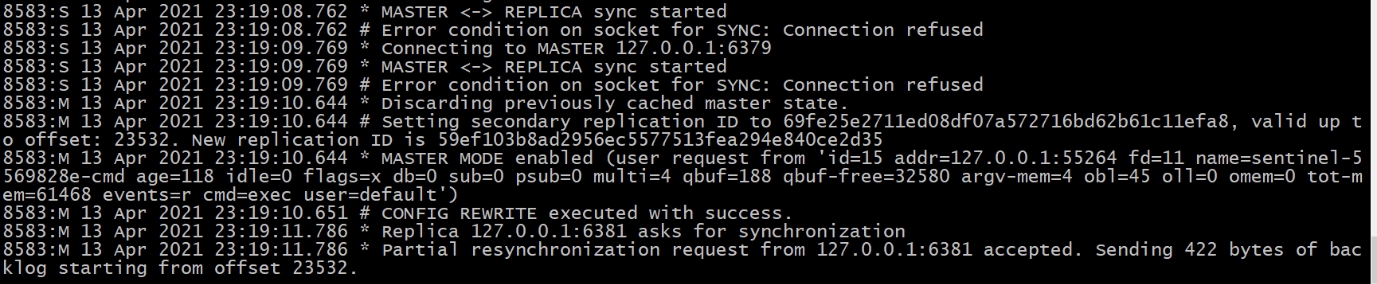 8583:S 13 Apr 2021 23:19:08.762 * MASTER <-> REPLICA sync started
8583:S 13 Apr 2021 23:19:08.762 # Error condition on socket for SYNC: Connection refused
8583:S 13 Apr 2021 23:19:09.769 * Connecting to MASTER 127.0.0.1:6379
8583:S 13 Apr 2021 23:19:09.769 * MASTER <-> REPLICA sync started
8583:S 13 Apr 2021 23:19:09.769 # Error condition on socket for SYNC: Connection refused
8583:M 13 Apr 2021 23:19:10.644 * Discarding previously cached master state.
8583:M 13 Apr 2021 23:19:10.644 # Setting secondary replication ID to 69fe25e2711ed08df07a572716bd62b61c11efa8, valid up t
o offset: 23532. New replication ID is 59ef103b8ad2956ec5577513fea294e840ce2d35
8583:M 13 Apr 2021 23:19:10.644 * MASTER MODE enabled (user request from 'id=15 addr=127.0.0.1:55264 fd=11 name=sentinel-5
569828e-cmd age=118 idle=0 flags=x db=0 sub=0 psub=0 multi=4 qbuf=188 qbuf-free=32580 argv-mem=4 obl=45 oll=0 omem=0 tot-m
em=61468 events=r cmd=exec user=default')
8583:M 13 Apr 2021 23:19:10.651 # CONFIG REWRITE executed with success.
8583:M 13 Apr 2021 23:19:11.786 * Replica 127.0.0.1:6381 asks for synchronization
8583:M 13 Apr 2021 23:19:11.786 * Partial resynchronization request from 127.0.0.1:6381 accepted. Sending 422 bytes of bac
klog starting from offset 23532.